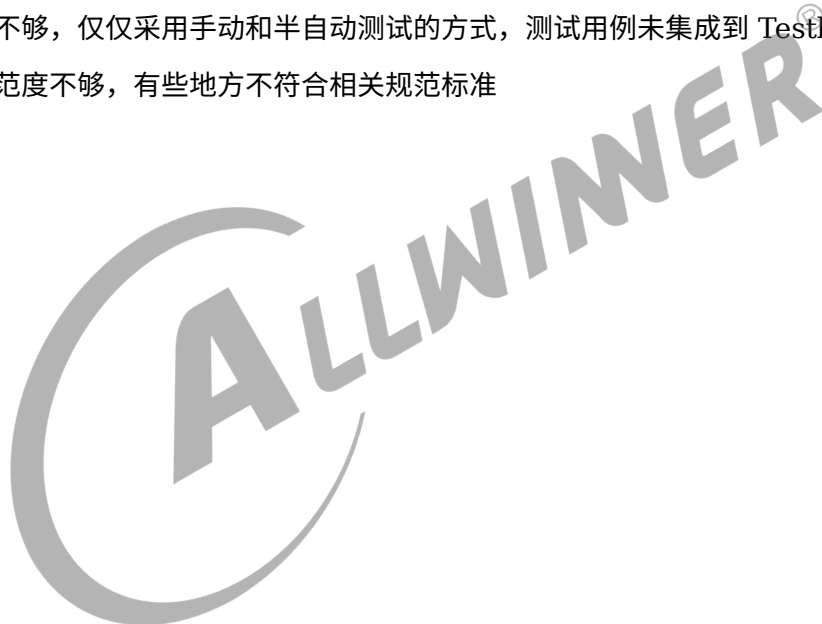 不够，仅仅采用手动和半自动测试的方式，测试用例未集成到 Test
范度不够，有些地方不符合相关规范标准
ALLWINNER®